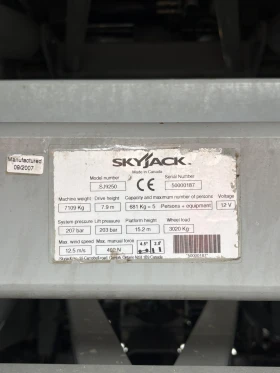 SKYJACK
Made in Canada
Manufactured
09/2007
Model number
Serial Number
SJ9250
CE
59000187
Machine weight
Drive height
Capacity and maximum number of persons
Voltage
7109 Kg
7.9 m
681 Kg = 5
Persons + equipment
12 V
System pressure
Lift pressure
Platform height
Wheel load
207 bar
203 bar
15.2 m
3020 Kg
Max. wind speed
Max. manual force
12.5 m/s
400 N